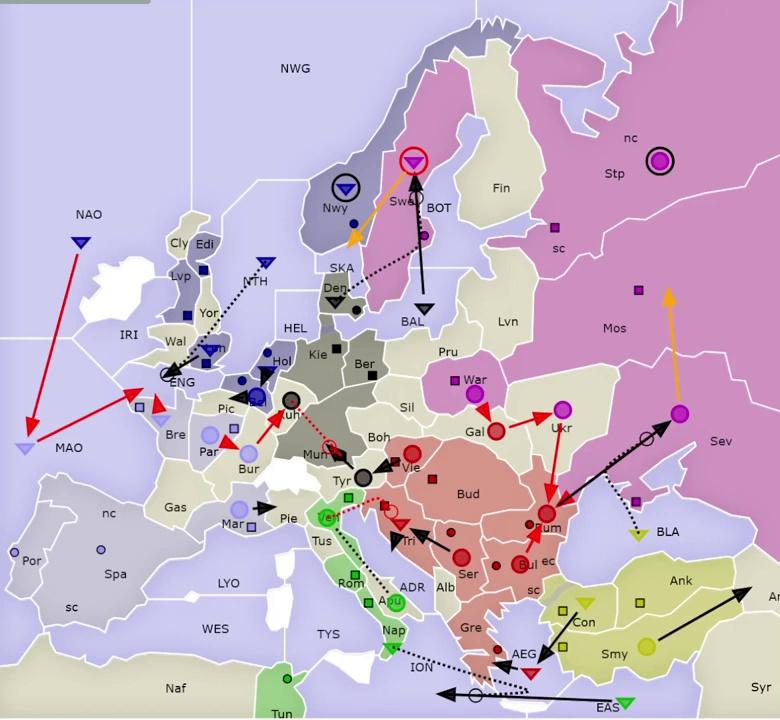 NWG
nc
Stp
NAO
Nwy
Swe
BOT
Fin
Cly
Edi
sc
Lvp
NTH
SKA
Den
Yor
BAL
Lvn
Mos
IRI
HEL
Wal
Kie
Ber
Pru
Hol
ENG
War
Pic
Bel
Sil
Ruh
Bre
Gal
Ukr
MAO
Par
Boh
Sev
Bur
Mun
Vie
Tyr
Bud
nc
Gas
Mar
Pie
Ven
Rum
BLA
Tus
Tri
Por
Spa
Ser
Bul
ec
LYO
Rom
ADR
Alb
sc
Ank
Ar
sc
WES
Apu
Con
TYS
Nap
Gre
AEG
Smy
ION
Naf
Syr
EAS
Tun